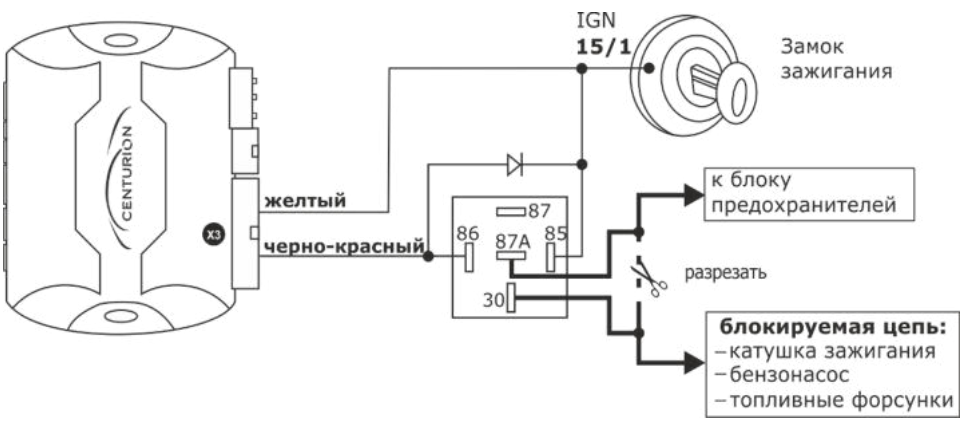 IGN
15/1
Замок
зажигания
CENTURION
желтый
X3
черно-красный
87
86
87A
85
30
к блоку
предохранителей
разрезать
блокируемая цепь:
–катушка зажигания
–бензонасос
–топливные форсунки